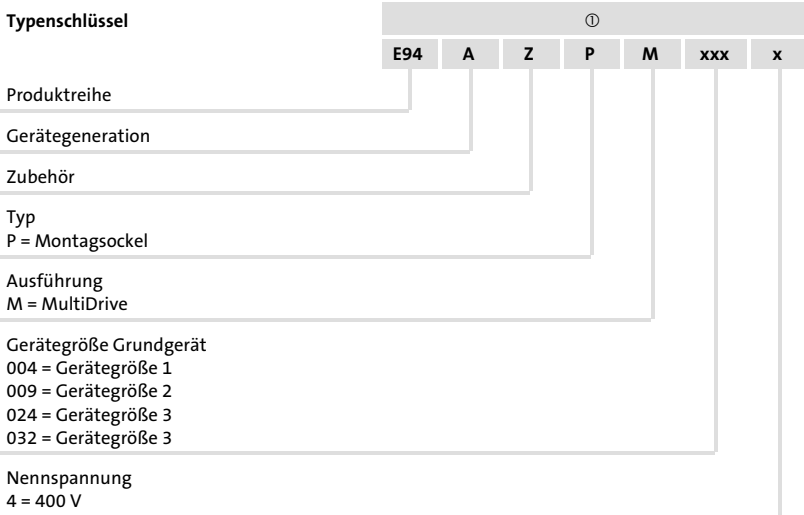 Typenschlüssel
①
E94 A Z P M xxx x
Produktreihe
Gerätegeneration
Zubehör
Typ
P = Montagsockel
Ausführung
M = MultiDrive
Gerätegröße Grundgerät
004 = Gerätegröße 1
009 = Gerätegröße 2
024 = Gerätegröße 3
032 = Gerätegröße 3
Nennspannung
4 = 400 V